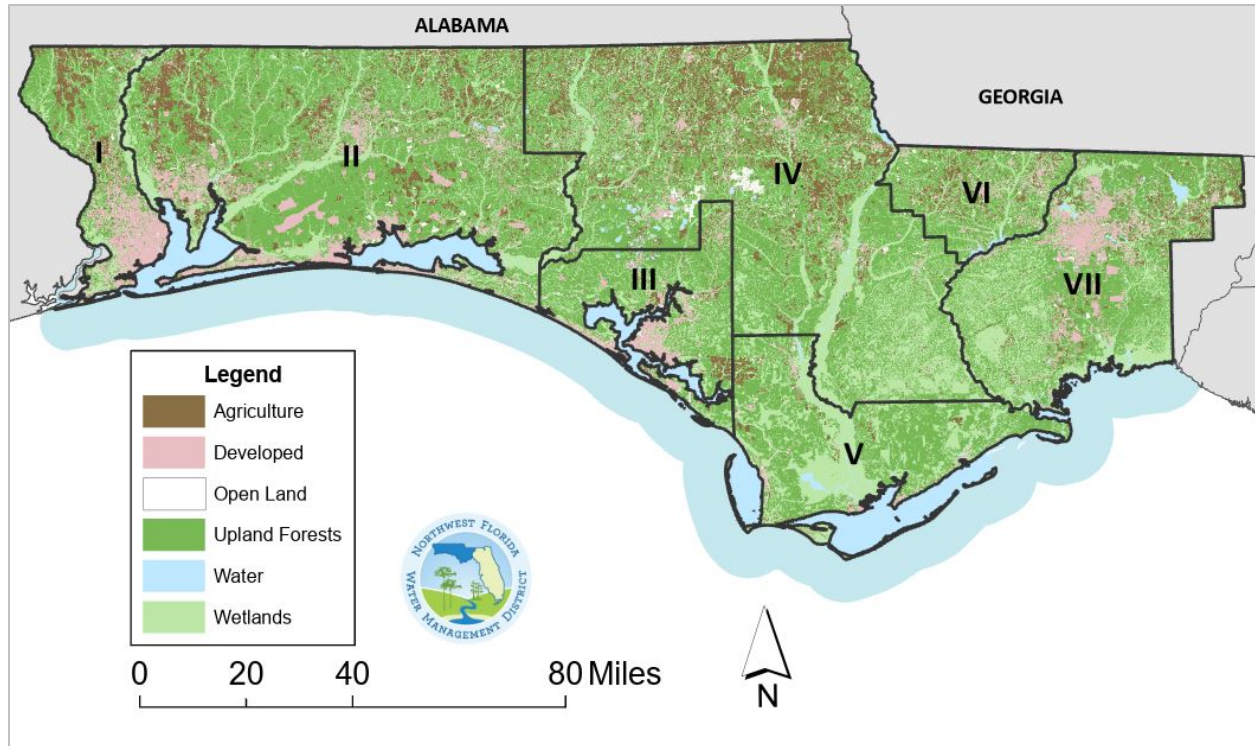 ALABAMA
GEORGIA
I
II
IV
VI
III
VII
V
Legend
Agriculture
Developed
Open Land
Upland Forests
Water
Wetlands
NORTHWEST FLORIDA
WATER MANAGEMENT DISTRICT
0 20 40 80 Miles
N